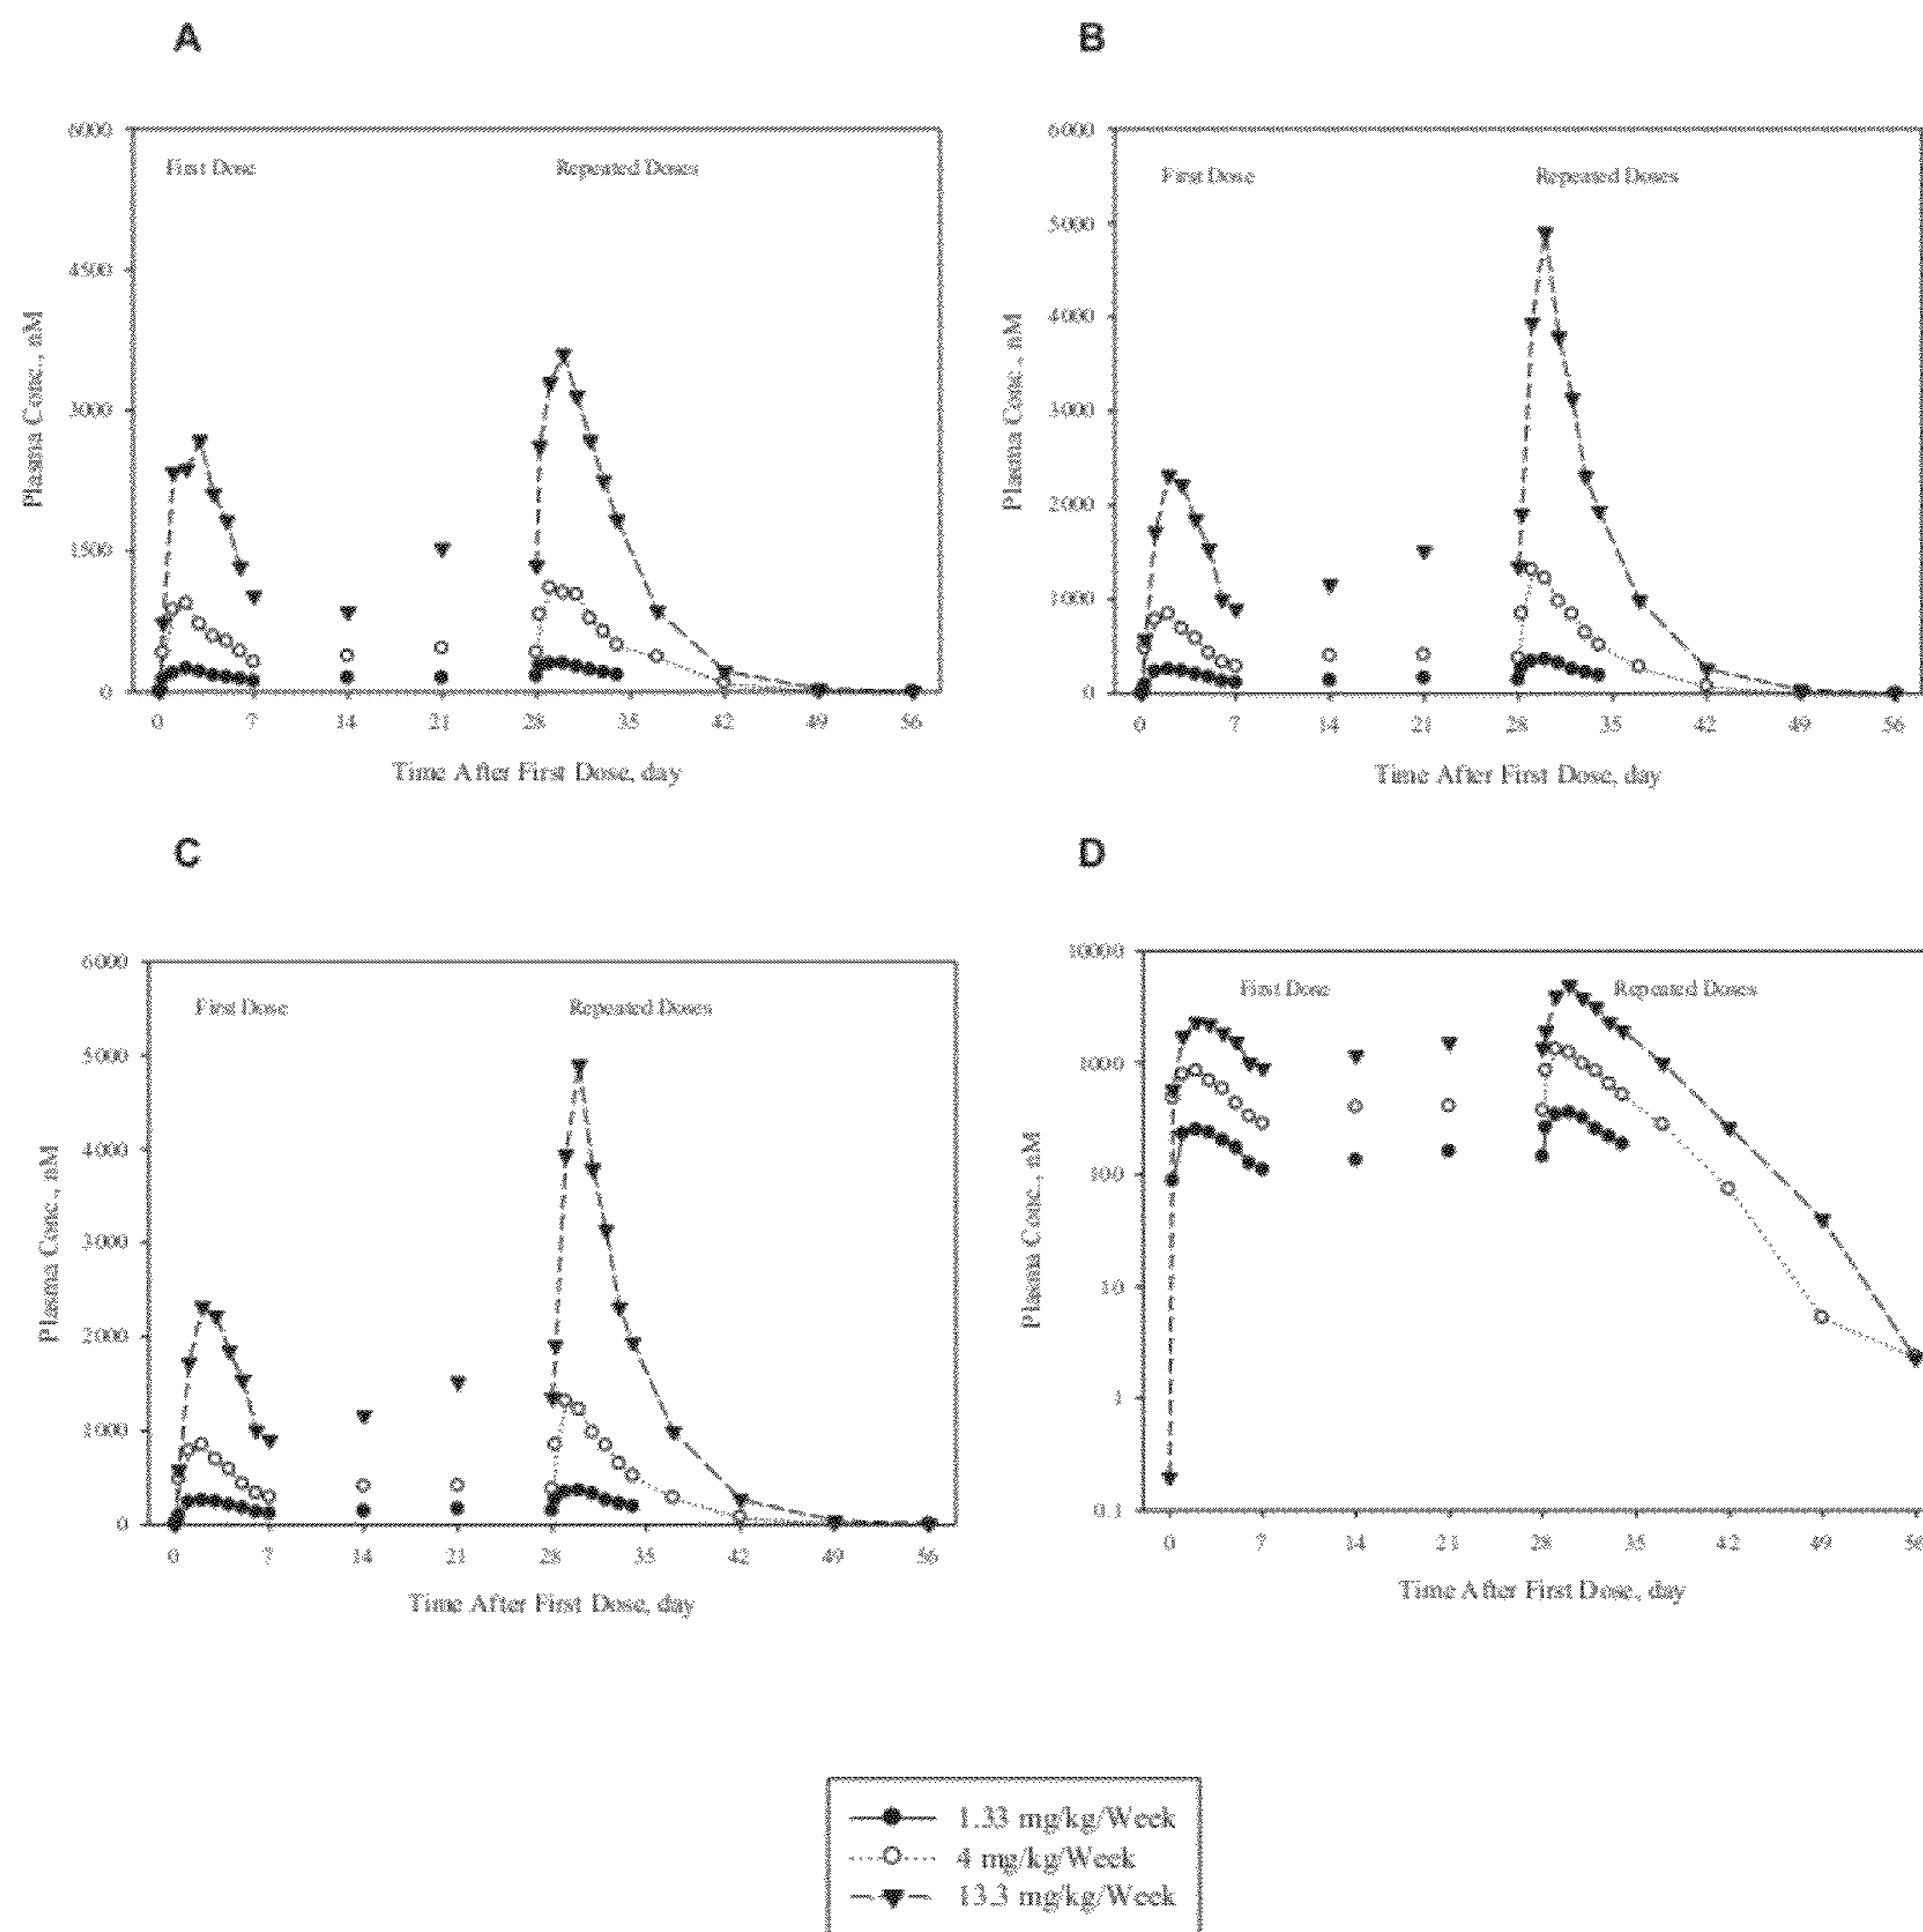 A
6000
4500
3000
1500
0
First Dose
Repeated Doses
Plasma Conc., nM
0 7 14 21 28 35 42 49 56
Time After First Dose, day
B
6000
5000
4000
3000
2000
1000
0
First Dose
Repeated Doses
Plasma Conc., nM
0 7 14 21 28 35 42 49 56
Time After First Dose, day
C
6000
5000
4000
3000
2000
1000
0
First Dose
Repeated Doses
Plasma Conc., nM
0 7 14 21 28 35 42 49 56
Time After First Dose, day
D
10000
1000
100
10
1
0.1
First Dose
Repeated Doses
Plasma Conc., nM
0 7 14 21 28 35 42 49 56
Time After First Dose, day
1.33 mg/kg/Week
4 mg/kg/Week
13.3 mg/kg/Week